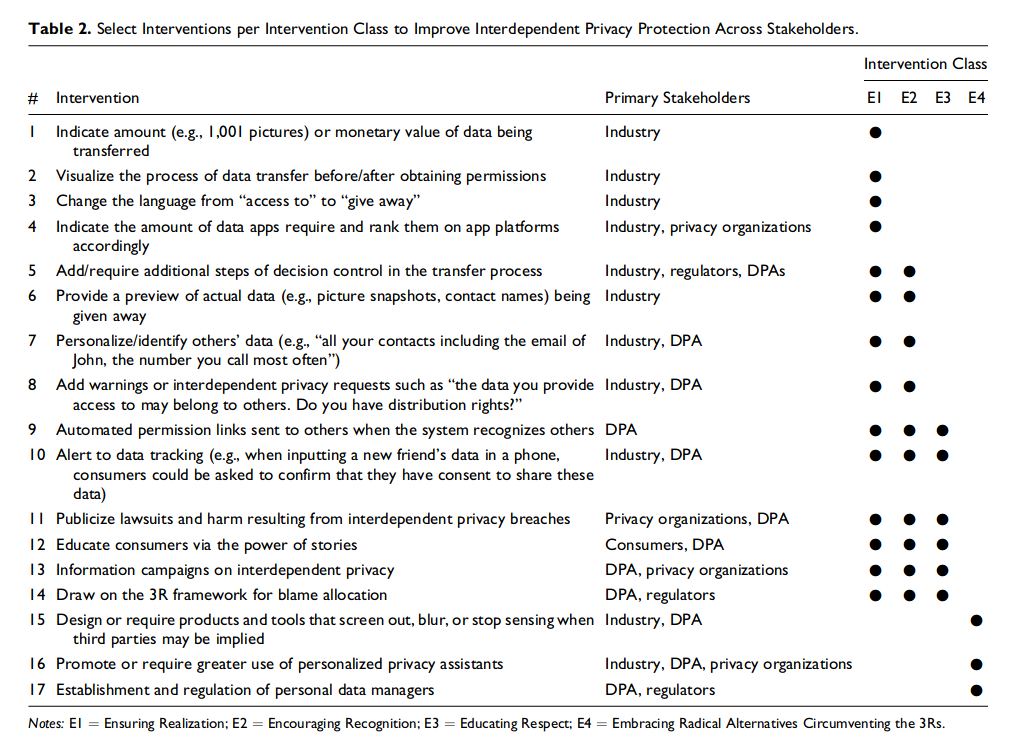 Table 2. Select Interventions per Intervention Class to Improve Interdependent Privacy Protection Across Stakeholders.
Intervention Class
# Intervention Primary Stakeholders E1 E2 E3 E4
1 Indicate amount (e.g., 1,001 pictures) or monetary value of data being Industry ●
transferred
2 Visualize the process of data transfer before/after obtaining permissions Industry ●
3 Change the language from “access to” to “give away” Industry ●
4 Indicate the amount of data apps require and rank them on app platforms Industry, privacy organizations ●
accordingly
5 Add/require additional steps of decision control in the transfer process Industry, regulators, DPAs ● ●
6 Provide a preview of actual data (e.g., picture snapshots, contact names) being Industry ● ●
given away
7 Personalize/identify others’ data (e.g., “all your contacts including the email of Industry, DPA ● ●
John, the number you call most often”)
8 Add warnings or interdependent privacy requests such as “the data you provide Industry, DPA ● ●
access to may belong to others. Do you have distribution rights?”
9 Automated permission links sent to others when the system recognizes others DPA ● ● ●
10 Alert to data tracking (e.g., when inputting a new friend’s data in a phone, Industry, DPA ● ● ●
consumers could be asked to confirm that they have consent to share these
data)
11 Publicize lawsuits and harm resulting from interdependent privacy breaches Privacy organizations, DPA ● ● ●
12 Educate consumers via the power of stories Consumers, DPA ● ● ●
13 Information campaigns on interdependent privacy DPA, privacy organizations ● ● ●
14 Draw on the 3R framework for blame allocation DPA, regulators ● ● ●
15 Design or require products and tools that screen out, blur, or stop sensing when Industry, DPA ●
third parties may be implied
16 Promote or require greater use of personalized privacy assistants Industry, DPA, privacy organizations ●
17 Establishment and regulation of personal data managers DPA, regulators ●
Notes: E1 = Ensuring Realization; E2 = Encouraging Recognition; E3 = Educating Respect; E4 = Embracing Radical Alternatives Circumventing the 3Rs.